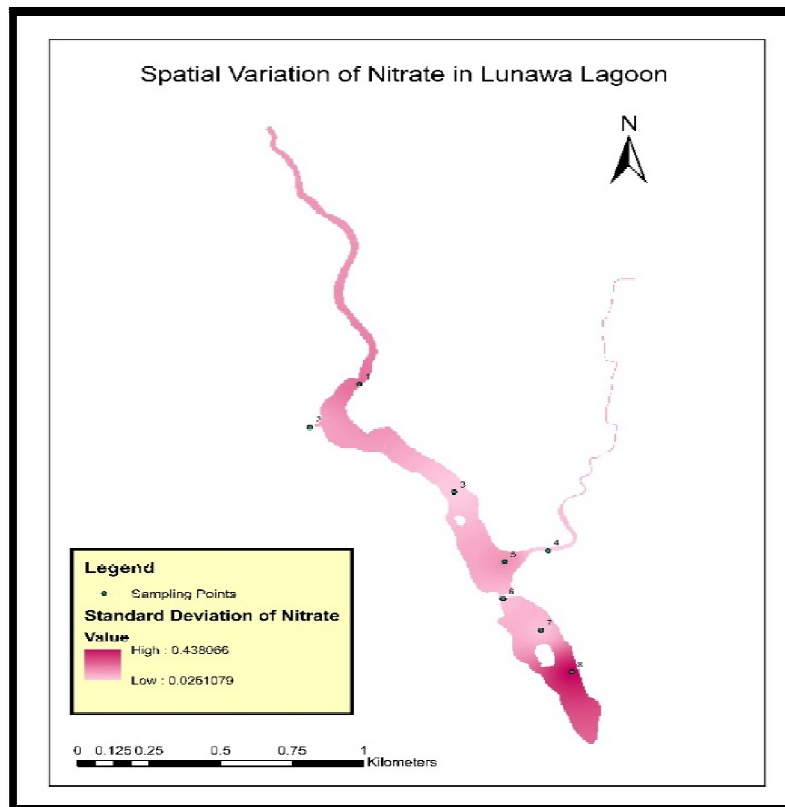 Spatial Variation of Nitrate in Lunawa Lagoon
N
1
2
3
4
5
6
7
8
Legend
Sampling Points
Standard Deviation of Nitrate
Value
High : 0.438066
Low : 0.0251079
0 0.125 0.25 0.5 0.75 1
Kilometers